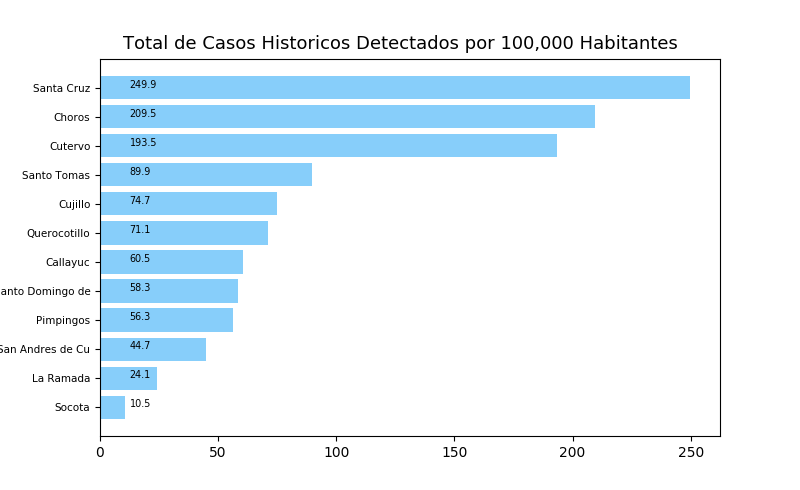 Total de Casos Historicos Detectados por 100,000 Habitantes
Santa Cruz 249.9
Choros 209.5
Cutervo 193.5
Santo Tomas 89.9
Cujillo 74.7
Querocotillo 71.1
Callayuc 60.5
anto Domingo de 58.3
Pimpingos 56.3
San Andres de Cu 44.7
La Ramada 24.1
Socota 10.5
0 50 100 150 200 250